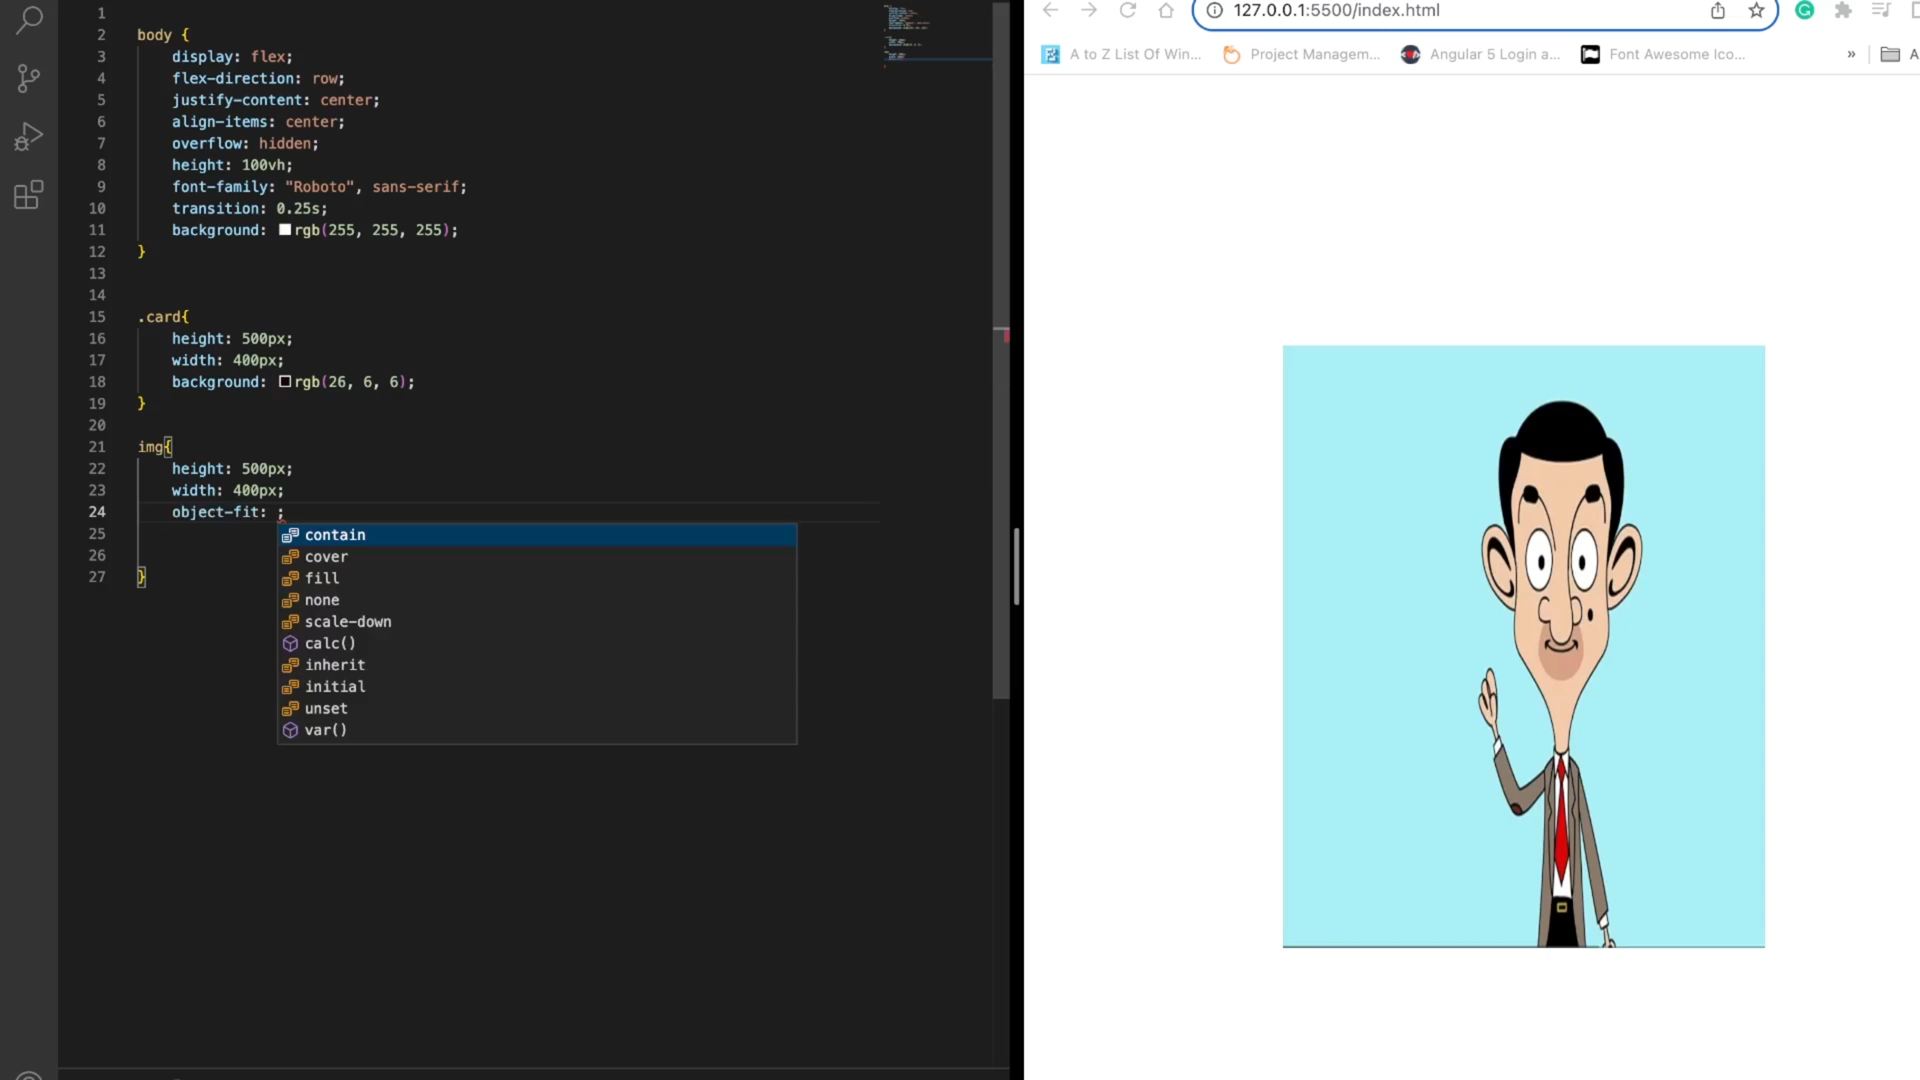 1
2 body {
3 display: flex;
4 flex-direction: row;
5 justify-content: center;
6 align-items: center;
7 overflow: hidden;
8 height: 100vh;
9 font-family: "Roboto", sans-serif;
10 transition: 0.25s;
11 background: rgb(255, 255, 255);
12 }
13
14
15 .card{
16 height: 500px;
17 width: 400px;
18 background: rgb(26, 6, 6);
19 }
20
21 img{
22 height: 500px;
23 width: 400px;
24 object-fit: ;
25
26
27 }
contain
cover
fill
none
scale-down
calc()
inherit
initial
unset
var()
127.0.0.1:5500/index.html
A to Z List Of Win... Project Managem... Angular 5 Login a... Font Awesome Ico... » A